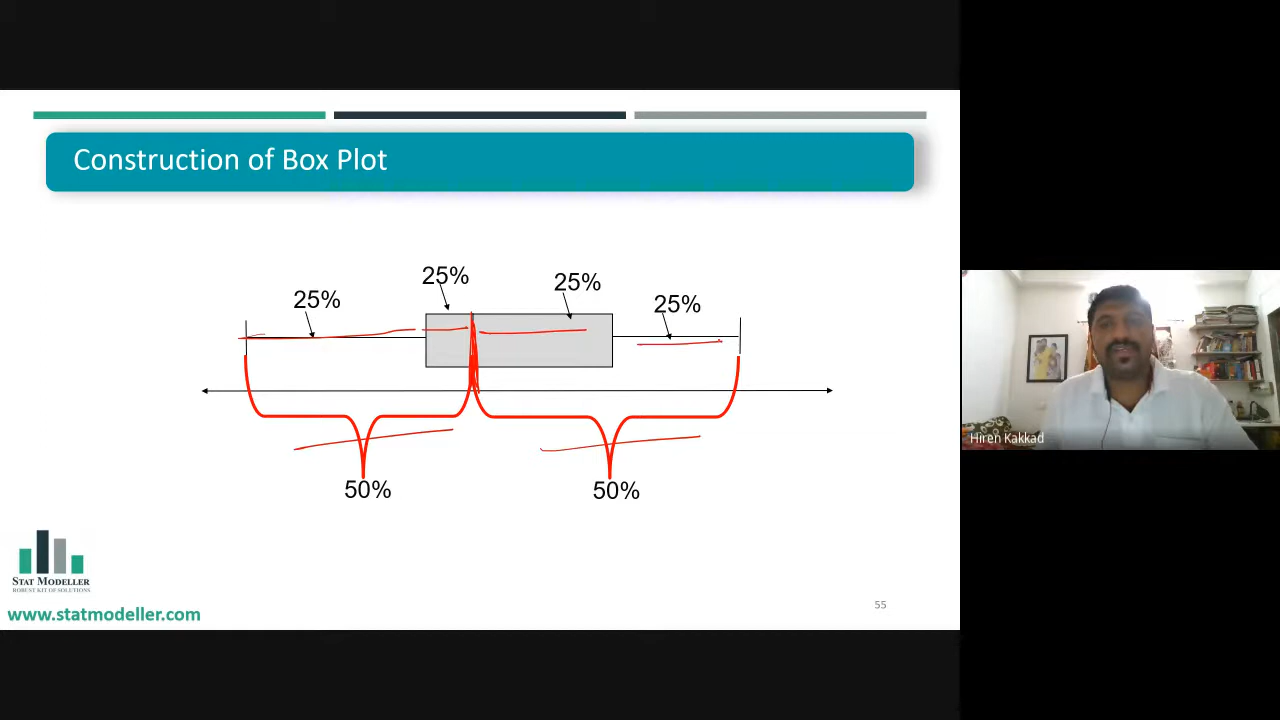 Construction of Box Plot
25%
25%
25%
25%
50%
50%
STAT MODELLER
ROBUST KIT OF SOLUTIONS
www.statmodeller.com
55
Hiren Kakkad